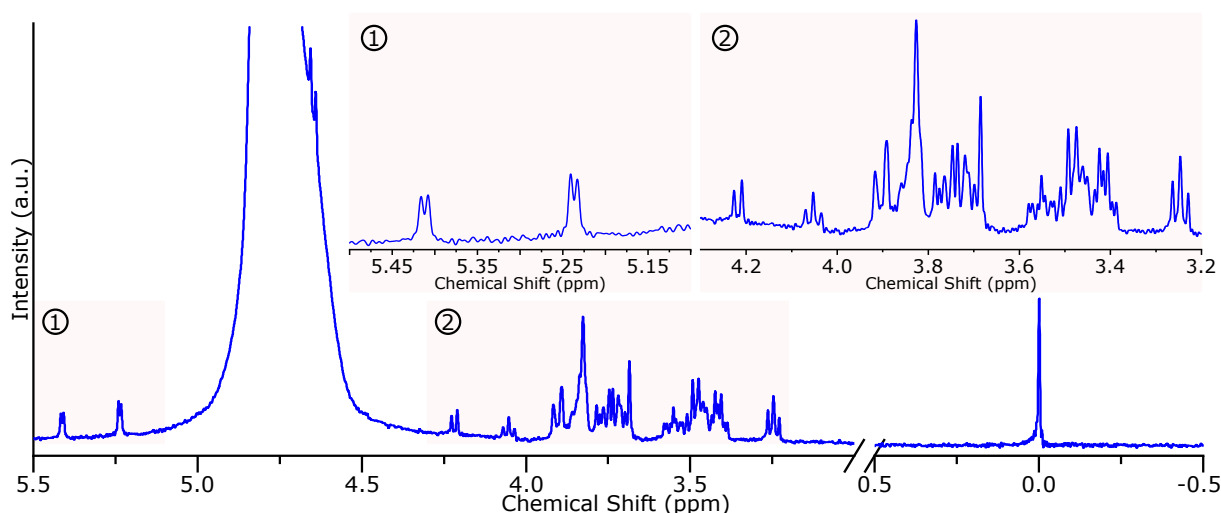 ① ②
5.45 5.35 5.25 5.15
Chemical Shift (ppm)
4.2 4.0 3.8 3.6 3.4 3.2
Chemical Shift (ppm)
Intensity (a.u.)
① ②
5.5 5.0 4.5 4.0 3.5 0.5 0.0 -0.5
Chemical Shift (ppm)